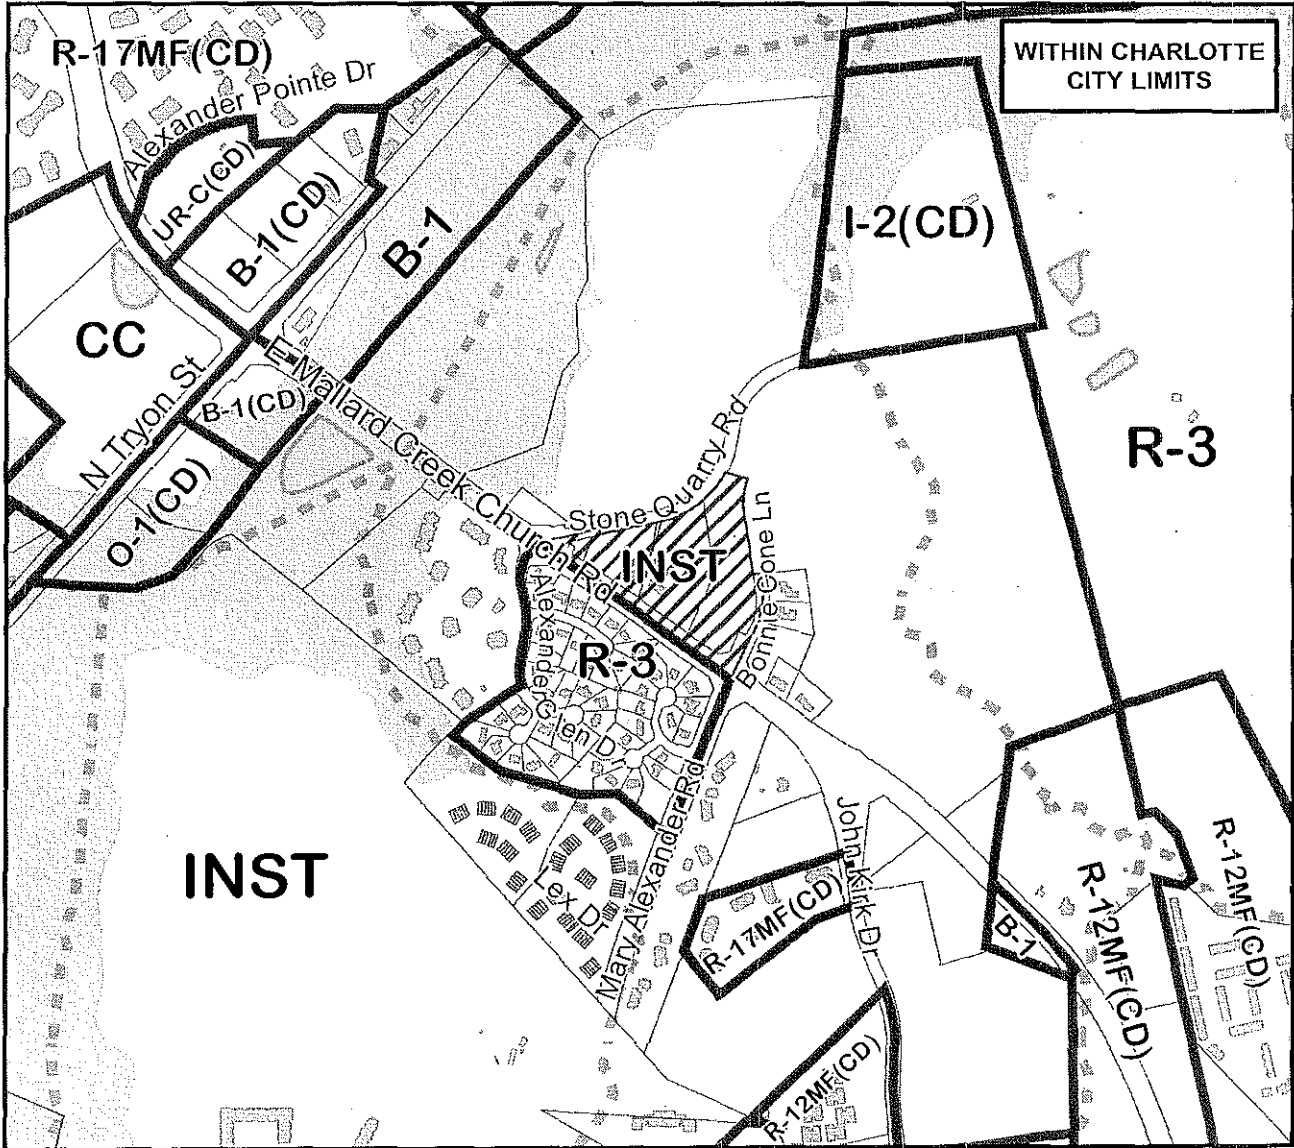 R-17MF(CD)
WITHIN CHARLOTTE
CITY LIMITS
Alexander Pointe Dr
UR-C(CD)
B-1(CD)
B-1
I-2(CD)
CC
E Mallard Creek Church Rd
N Tryon St
B-1(CD)
O-1(CD)
R-3
Stone Quarry Rd
INST
Bonnie Cone Ln
Alexander Glen D
R-3
INST
Lex Dr
Mary Alexander Rd
John Kirk Dr
R-17MF(CD)
B-1
R-12MF(CD)
R-12MF(CD)
R-12MF(CD)